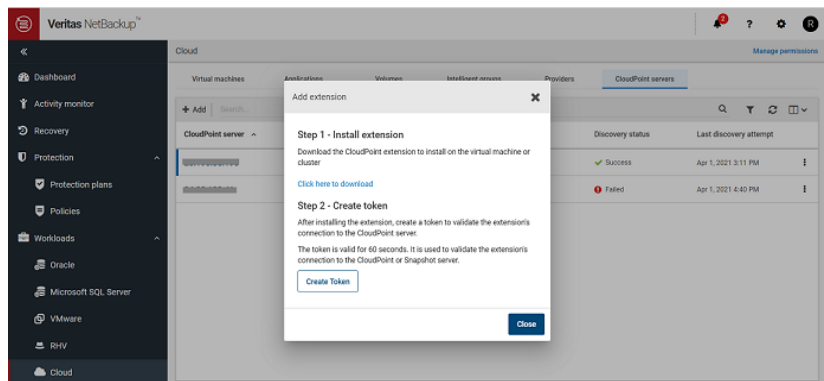 Veritas NetBackup™
2
?
R
Cloud
Manage permissions
Dashboard
Activity monitor
Recovery
Protection
Protection plans
Policies
Workloads
Oracle
Microsoft SQL Server
VMware
RHV
Cloud
Virtual machines Applications Volumes Intelligent groups Providers CloudPoint servers
+ Add Search...
CloudPoint server Discovery status Last discovery attempt
Success Apr 1, 2021 3:11 PM
Failed Apr 1, 2021 4:40 PM
Add extension
Step 1 - Install extension
Download the CloudPoint extension to install on the virtual machine or
cluster
Click here to download
Step 2 - Create token
After installing the extension, create a token to validate the extension's
connection to the CloudPoint server.
The token is valid for 60 seconds. It is used to validate the extension's
connection to the CloudPoint or Snapshot server.
Create Token
Close